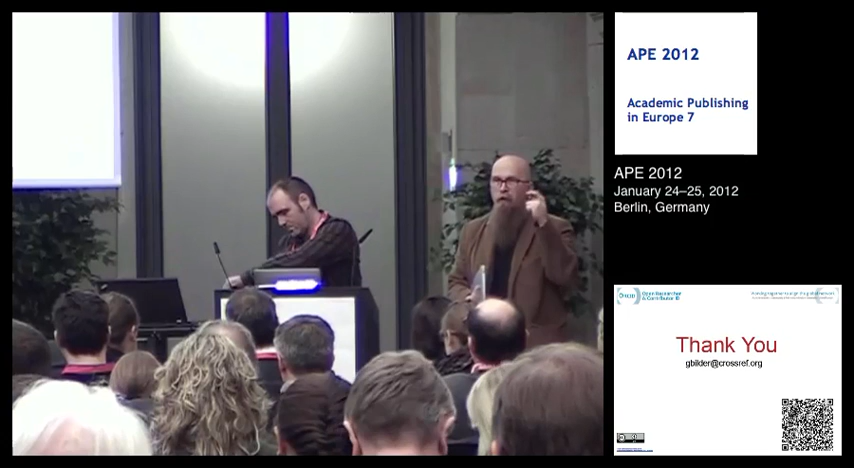 APE 2012
Academic Publishing
in Europe 7
APE 2012
January 24–25, 2012
Berlin, Germany
Thank You
gbilder@crossref.org